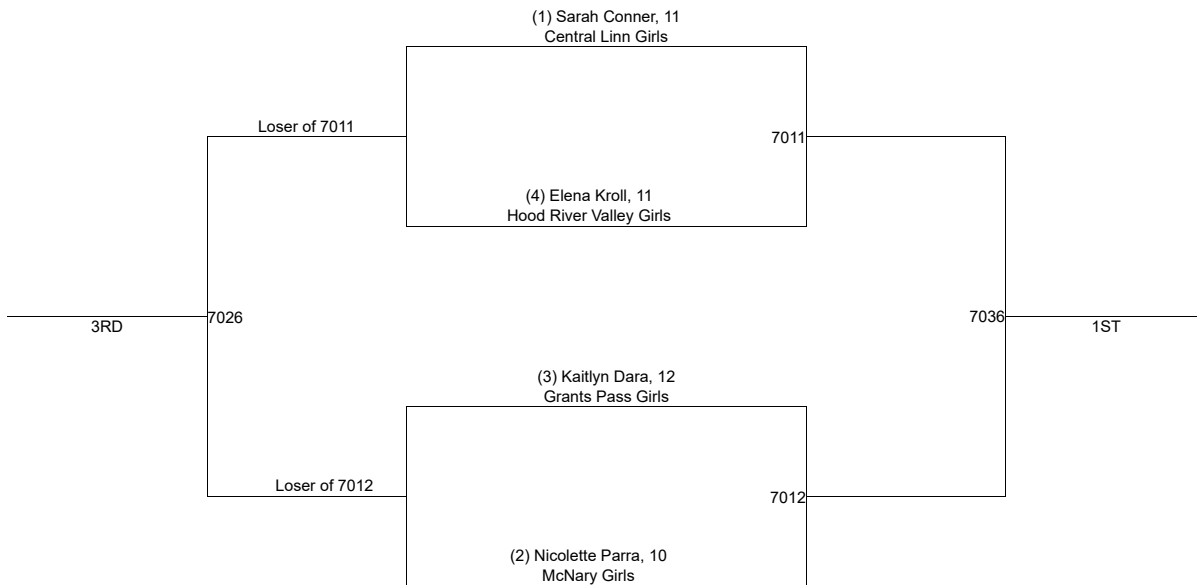 (1) Sarah Conner, 11
Central Linn Girls
Loser of 7011
7011
(4) Elena Kroll, 11
Hood River Valley Girls
3RD
7026
7036
1ST
(3) Kaitlyn Dara, 12
Grants Pass Girls
Loser of 7012
7012
(2) Nicolette Parra, 10
McNary Girls